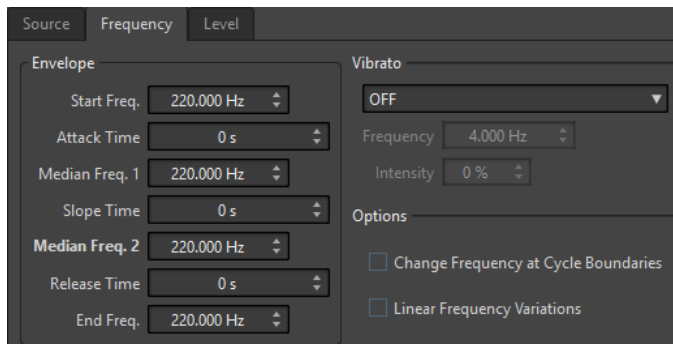 Source Frequency Level
Envelope
Start Freq. 220.000 Hz
Attack Time 0 s
Median Freq. 1 220.000 Hz
Slope Time 0 s
Median Freq. 2 220.000 Hz
Release Time 0 s
End Freq. 220.000 Hz
Vibrato
OFF
Frequency 4.000 Hz
Intensity 0 %
Options
Change Frequency at Cycle Boundaries
Linear Frequency Variations